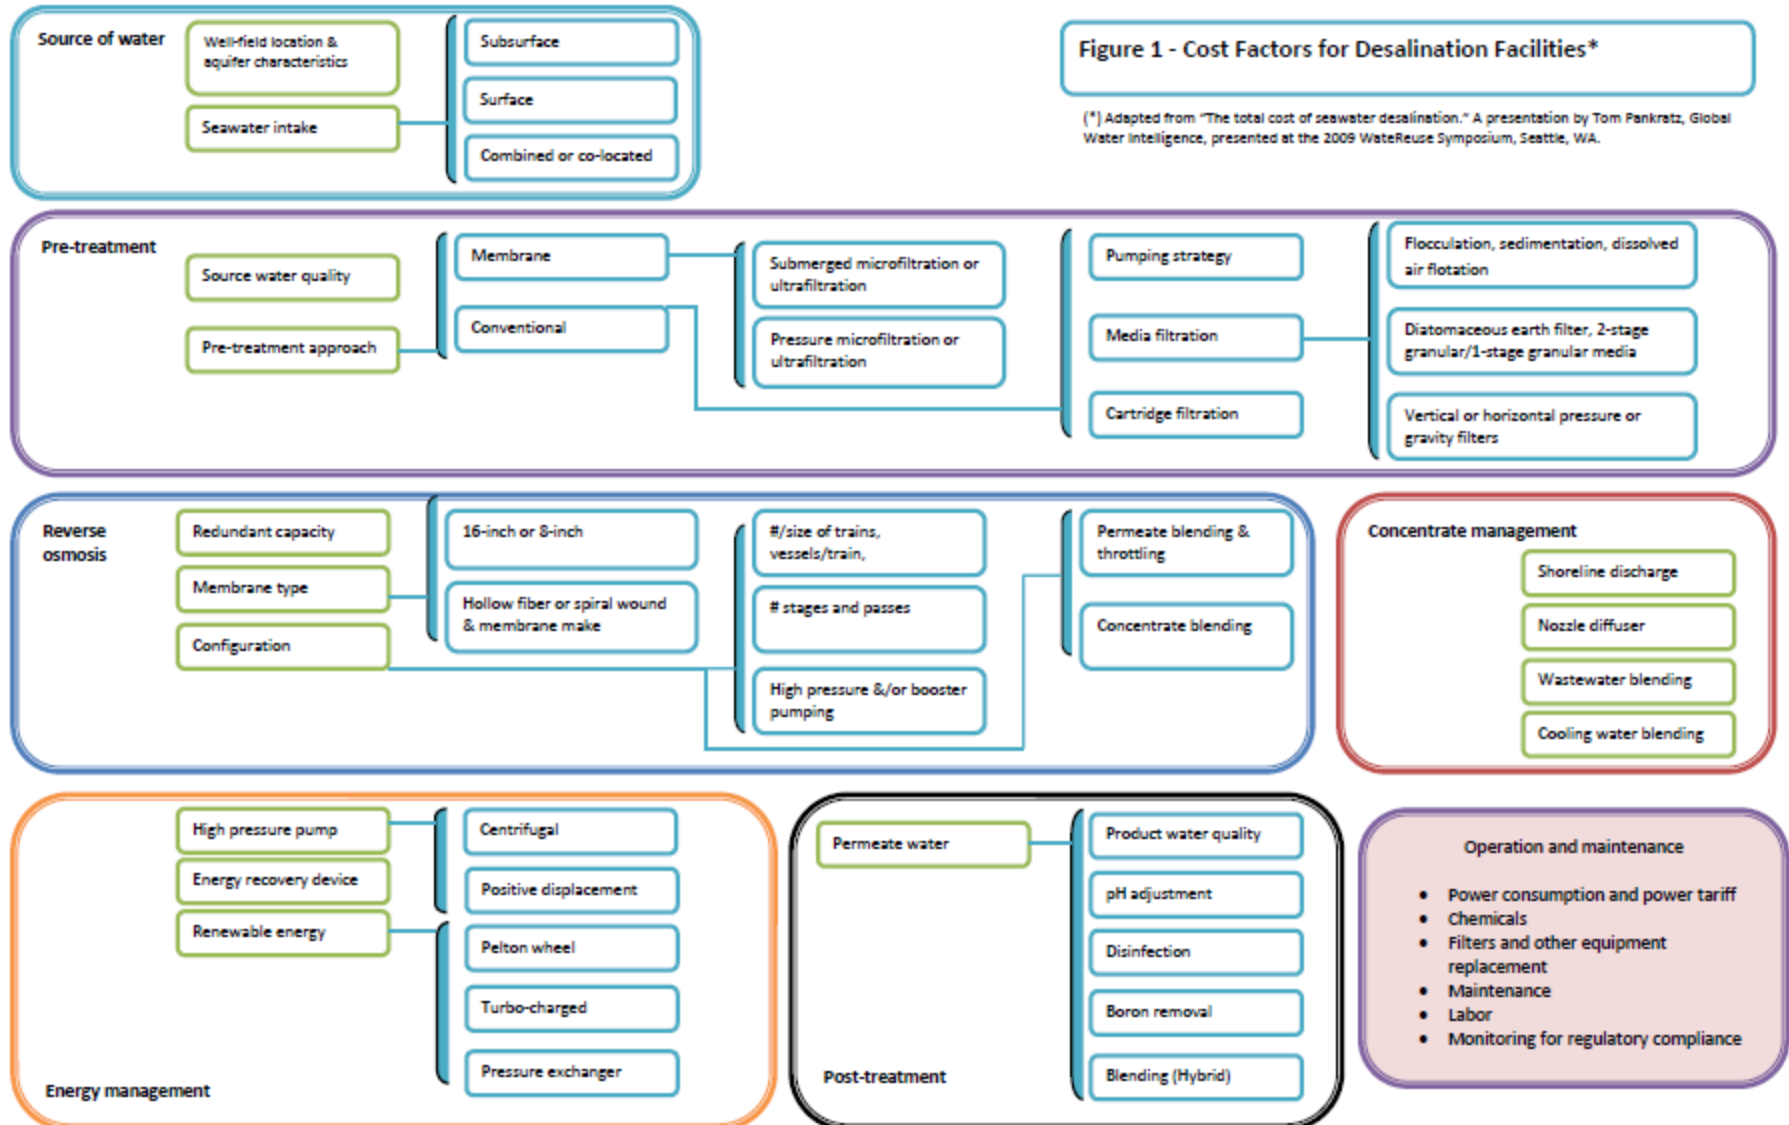 Source of water
Well-field location &
aquifer characteristics
Seawater intake
Subsurface
Surface
Combined or co-located
Figure 1 - Cost Factors for Desalination Facilities*
(*) Adapted from "The total cost of seawater desalination." A presentation by Tom Pankratz, Global
Water Intelligence, presented at the 2009 WateReuse Symposium, Seattle, WA.
Pre-treatment
Source water quality
Pre-treatment approach
Membrane
Conventional
Submerged microfiltration or
ultrafiltration
Pressure microfiltration or
ultrafiltration
Pumping strategy
Media filtration
Cartridge filtration
Flocculation, sedimentation, dissolved
air flotation
Diatomaceous earth filter, 2-stage
granular/1-stage granular media
Vertical or horizontal pressure or
gravity filters
Reverse
osmosis
Redundant capacity
Membrane type
Configuration
16-inch or 8-inch
Hollow fiber or spiral wound
& membrane make
#/size of trains,
vessels/train,
# stages and passes
High pressure &/or booster
pumping
Permeate blending &
throttling
Concentrate blending
Concentrate management
Shoreline discharge
Nozzle diffuser
Wastewater blending
Cooling water blending
High pressure pump
Energy recovery device
Renewable energy
Centrifugal
Positive displacement
Pelton wheel
Turbo-charged
Pressure exchanger
Energy management
Permeate water
Product water quality
pH adjustment
Disinfection
Boron removal
Blending (Hybrid)
Post-treatment
Operation and maintenance
• Power consumption and power tariff
• Chemicals
• Filters and other equipment
replacement
• Maintenance
• Labor
• Monitoring for regulatory compliance